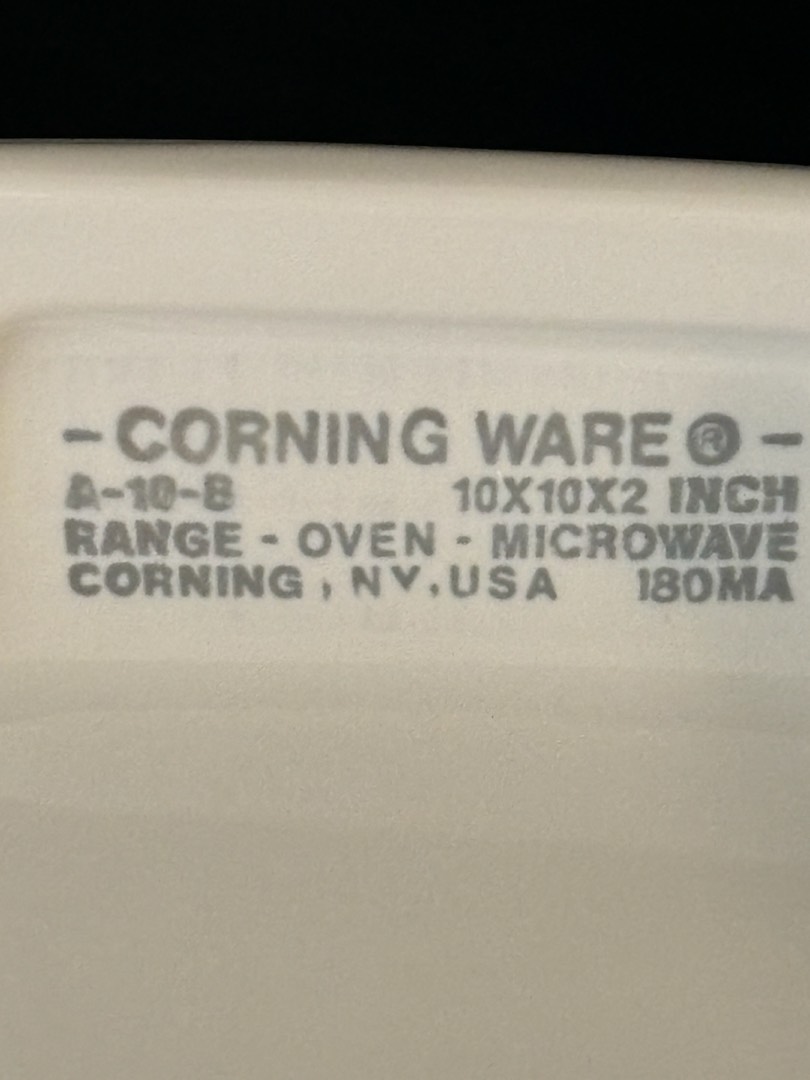 - CORNING WARE ® -
A-10-B 10X10X2 INCH
RANGE - OVEN - MICROWAVE
CORNING, NY, USA 180MA